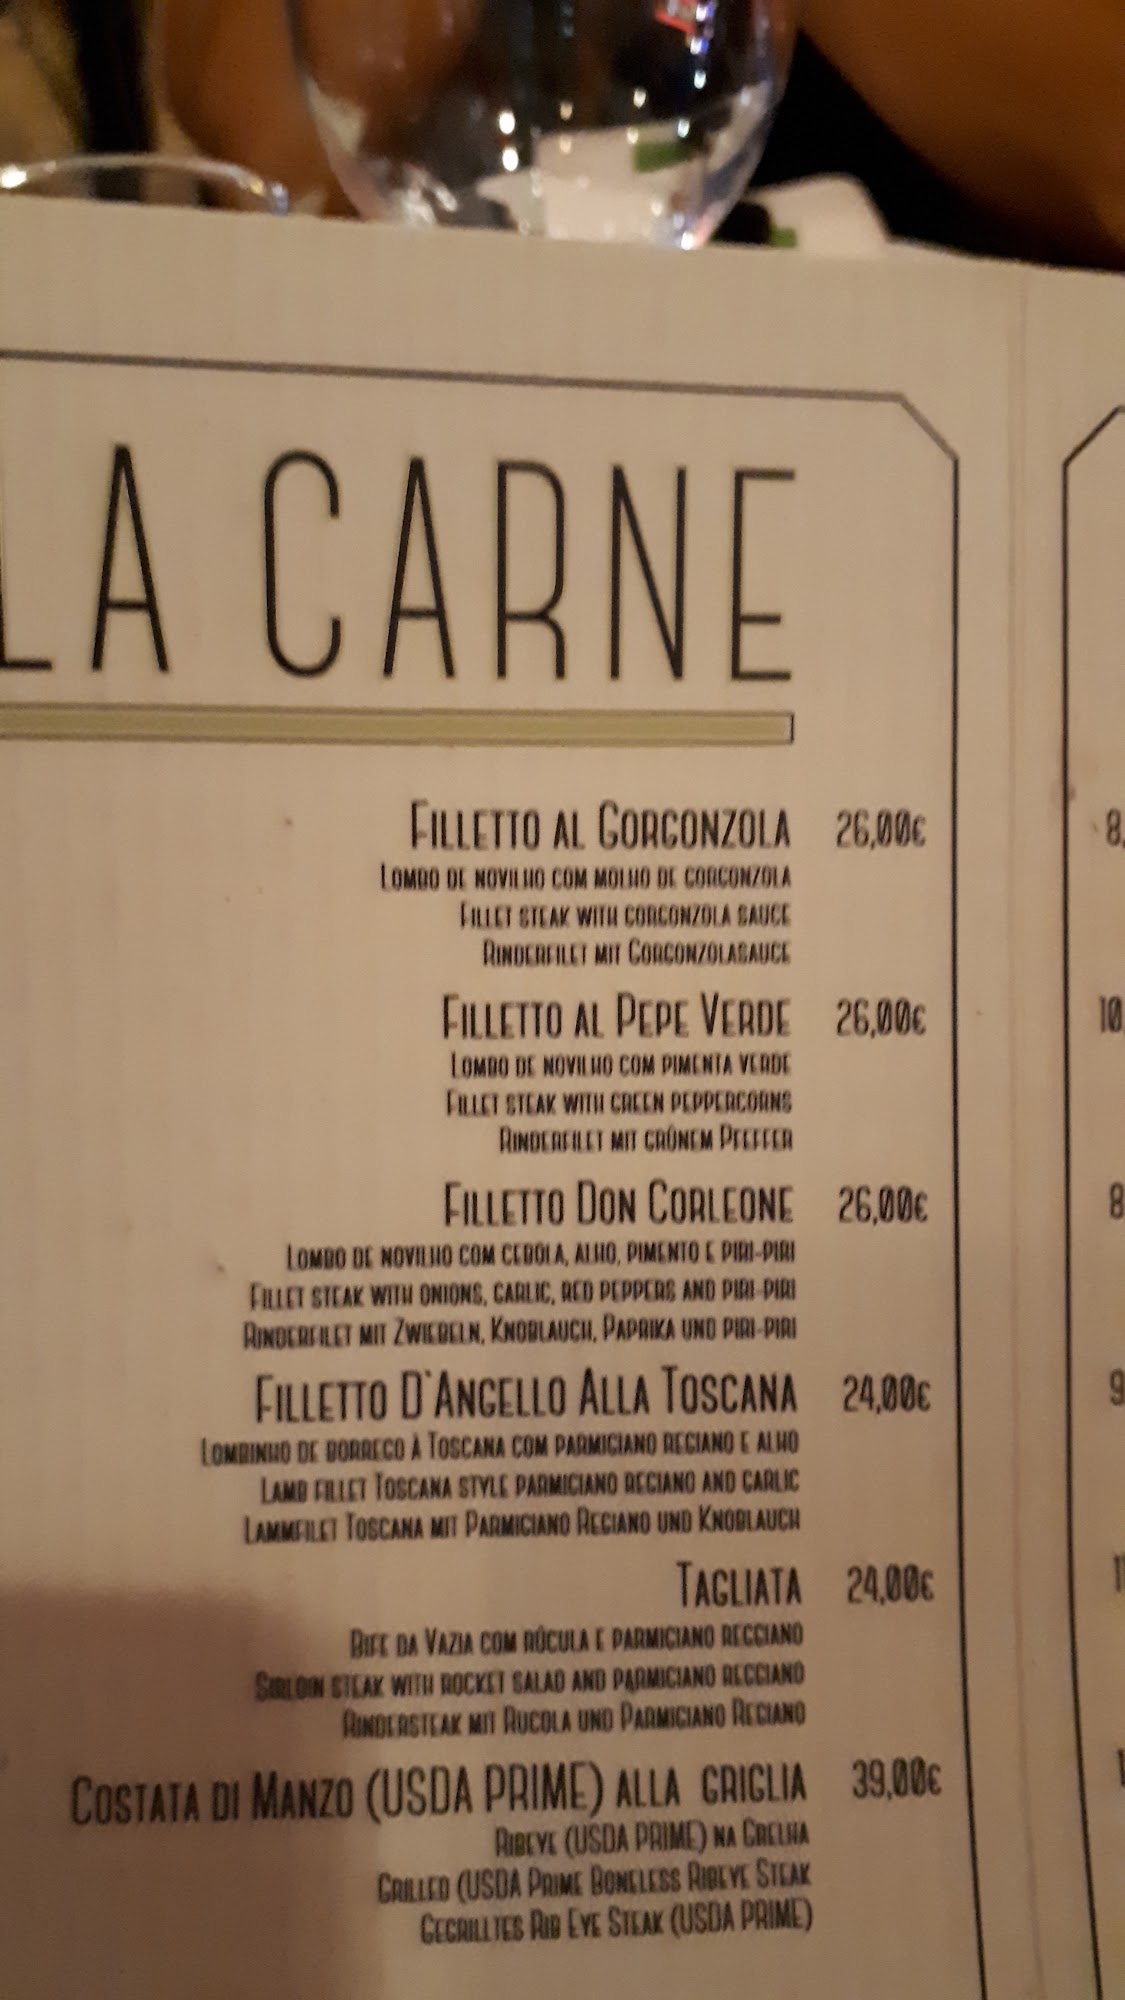 LA CARNE
FILLETTO AL GORGONZOLA 26,00€
LOMBO DE NOVILHO COM MOLHO DE GORGONZOLA
FILLET STEAK WITH GORGONZOLA SAUCE
RINDERFILET MIT GORGONZOLASAUCE
FILLETTO AL PEPE VERDE 26,00€
LOMBO DE NOVILHO COM PIMENTA VERDE
FILLET STEAK WITH GREEN PEPPERCORNS
RINDERFILET MIT GRÜNEM PFEFFER
FILLETTO DON CORLEONE 26,00€
LOMBO DE NOVILHO COM CEBOLA, ALHO, PIMENTO E PIRI-PIRI
FILLET STEAK WITH ONIONS, GARLIC, RED PEPPERS AND PIRI-PIRI
RINDERFILET MIT ZWIEBELN, KNOBLAUCH, PAPRIKA UND PIRI-PIRI
FILLETTO D`ANGELLO ALLA TOSCANA 24,00€
LOMBINHO DE BORREGO À TOSCANA COM PARMIGIANO REGIANO E ALHO
LAMB FILLET TOSCANA STYLE PARMIGIANO REGIANO AND GARLIC
LAMMFILET TOSCANA MIT PARMIGIANO REGIANO UND KNOBLAUCH
TAGLIATA 24,00€
BIFE DA VAZIA COM RÚCULA E PARMIGIANO REGGIANO
SIRLOIN STEAK WITH ROCKET SALAD AND PARMIGIANO REGGIANO
RINDERSTEAK MIT RUCOLA UND PARMIGIANO REGIANO
COSTATA DI MANZO (USDA PRIME) ALLA GRIGLIA 39,00€
RIBEYE (USDA PRIME) NA GRELHA
GRILLED (USDA PRIME BONELESS RIBEYE STEAK
GEGRILLTES RIB EYE STEAK (USDA PRIME)